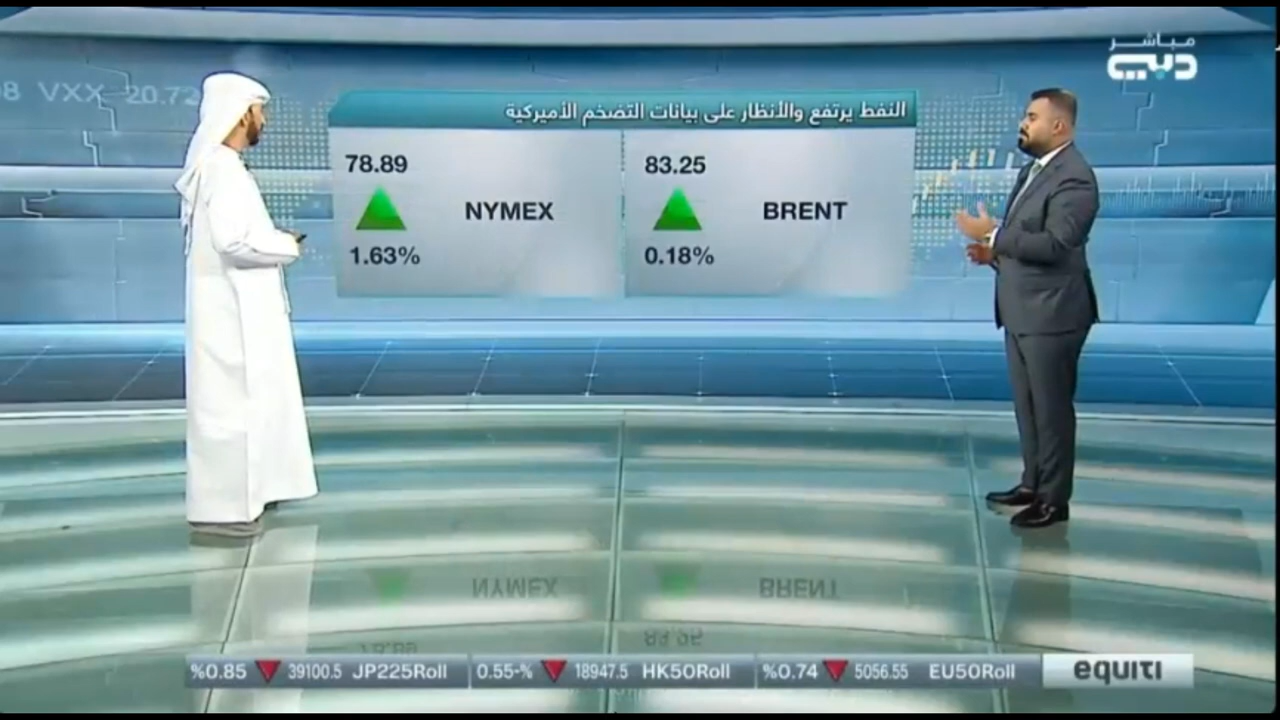 مباشر
دبي
08 VXX 20.72
النفط يرتفع والأنظار على بيانات التضخم الأميركية
83.25
BRENT
0.18%
78.89
NYMEX
1.63%
equiti
EU50Roll 5056.55 %0.74
HK50Roll 18947.5 0.55-%
JP225Roll 39100.5 %0.85